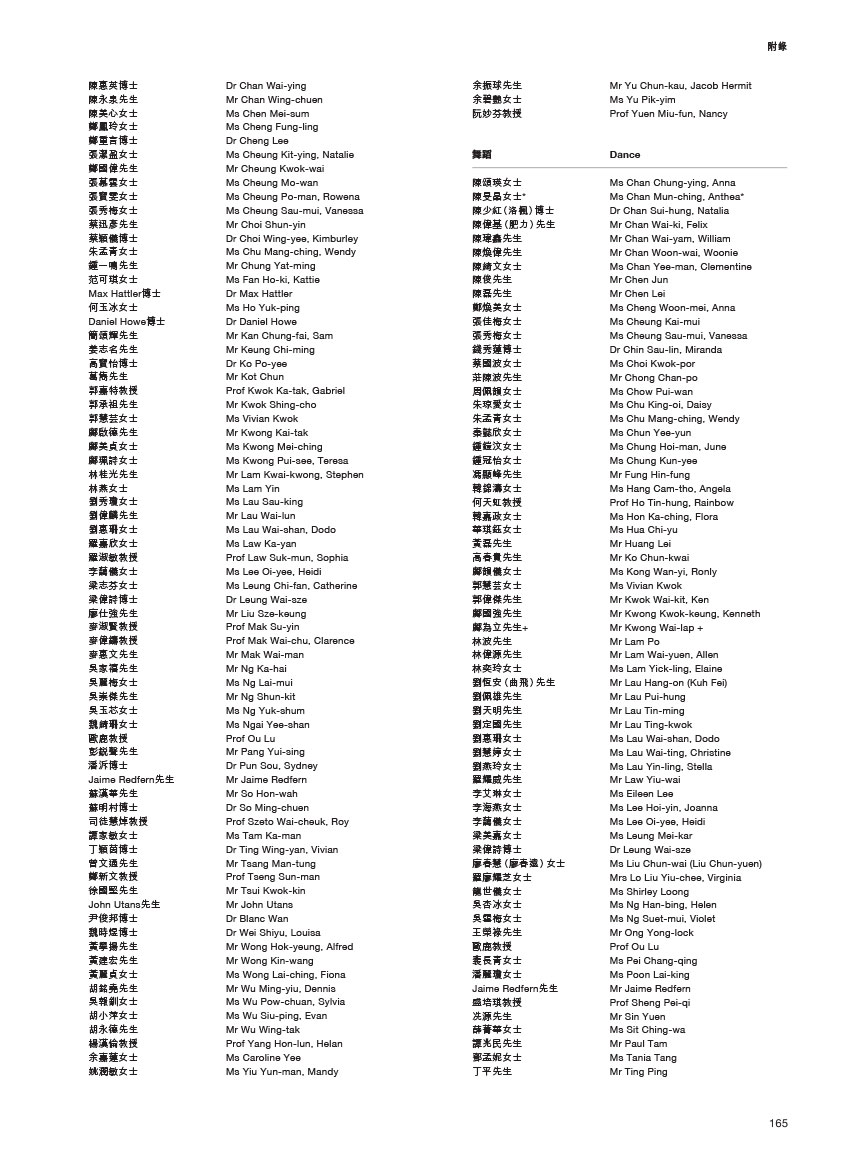 附錄
陳惠英博士 Dr Chan Wai-ying
陳永泉先生 Mr Chan Wing-chuen
陳美心女士 Ms Chen Mei-sum
鄭鳳玲女士 Ms Cheng Fung-ling
鄭重言博士 Dr Cheng Lee
張潔盈女士 Ms Cheung Kit-ying, Natalie
鄭國偉先生 Mr Cheung Kwok-wai
張慕雲女士 Ms Cheung Mo-wan
張寶雯女士 Ms Cheung Po-man, Rowena
張秀梅女士 Ms Cheung Sau-mui, Vanessa
蔡迅彥先生 Mr Choi Shun-yin
蔡穎儀博士 Dr Choi Wing-yee, Kimburley
朱孟青女士 Ms Chu Mang-ching, Wendy
鍾一鳴先生 Mr Chung Yat-ming
范可琪女士 Ms Fan Ho-ki, Kattie
Max Hattler博士 Dr Max Hattler
何玉冰女士 Ms Ho Yuk-ping
Daniel Howe博士 Dr Daniel Howe
簡頌輝先生 Mr Kan Chung-fai, Sam
姜志名先生 Mr Keung Chi-ming
高寶怡博士 Dr Ko Po-yee
葛雋先生 Mr Kot Chun
郭嘉特教授 Prof Kwok Ka-tak, Gabriel
郭承祖先生 Mr Kwok Shing-cho
郭慧芸女士 Ms Vivian Kwok
鄺啟德先生 Mr Kwong Kai-tak
鄺美貞女士 Ms Kwong Mei-ching
鄺珮詩女士 Ms Kwong Pui-see, Teresa
林桂光先生 Mr Lam Kwai-kwong, Stephen
林燕女士 Ms Lam Yin
劉秀瓊女士 Ms Lau Sau-king
劉偉麟先生 Mr Lau Wai-lun
劉惠珊女士 Ms Lau Wai-shan, Dodo
羅嘉欣女士 Ms Law Ka-yan
羅淑敏教授 Prof Law Suk-mun, Sophia
李藹儀女士 Ms Lee Oi-yee, Heidi
梁志芬女士 Ms Leung Chi-fan, Catherine
梁偉詩博士 Dr Leung Wai-sze
廖仕強先生 Mr Liu Sze-keung
麥淑賢教授 Prof Mak Su-yin
麥偉鑄教授 Prof Mak Wai-chu, Clarence
麥惠文先生 Mr Mak Wai-man
吳家禧先生 Mr Ng Ka-hai
吳麗梅女士 Ms Ng Lai-mui
吳崇傑先生 Mr Ng Shun-kit
吳玉芯女士 Ms Ng Yuk-shum
魏綺珊女士 Ms Ngai Yee-shan
歐鹿教授 Prof Ou Lu
彭鋭聲先生 Mr Pang Yui-sing
潘泝博士 Dr Pun Sou, Sydney
Jaime Redfern先生 Mr Jaime Redfern
蘇漢華先生 Mr So Hon-wah
蘇明村博士 Dr So Ming-chuen
司徒慧焯教授 Prof Szeto Wai-cheuk, Roy
譚家敏女士 Ms Tam Ka-man
丁穎茵博士 Dr Ting Wing-yan, Vivian
曾文通先生 Mr Tsang Man-tung
鄭新文教授 Prof Tseng Sun-man
徐國堅先生 Mr Tsui Kwok-kin
John Utans先生 Mr John Utans
尹俊邦博士 Dr Blanc Wan
魏時煜博士 Dr Wei Shiyu, Louisa
黃學揚先生 Mr Wong Hok-yeung, Alfred
黃建宏先生 Mr Wong Kin-wang
黃麗貞女士 Ms Wong Lai-ching, Fiona
胡銘堯先生 Mr Wu Ming-yiu, Dennis
吳報釧女士 Ms Wu Pow-chuan, Sylvia
胡小萍女士 Ms Wu Siu-ping, Evan
胡永德先生 Mr Wu Wing-tak
楊漢倫教授 Prof Yang Hon-lun, Helan
余嘉蓮女士 Ms Caroline Yee
姚潤敏女士 Ms Yiu Yun-man, Mandy
余振球先生 Mr Yu Chun-kau, Jacob Hermit
余碧艷女士 Ms Yu Pik-yim
阮妙芬教授 Prof Yuen Miu-fun, Nancy
舞蹈 Dance
陳頌瑛女士 Ms Chan Chung-ying, Anna
陳旻晶女士* Ms Chan Mun-ching, Anthea*
陳少紅(洛楓)博士 Dr Chan Sui-hung, Natalia
陳偉基(肥力)先生 Mr Chan Wai-ki, Felix
陳瑋鑫先生 Mr Chan Wai-yam, William
陳煥偉先生 Mr Chan Woon-wai, Woonie
陳綺文女士 Ms Chan Yee-man, Clementine
陳俊先生 Mr Chen Jun
陳磊先生 Mr Chen Lei
鄭煥美女士 Ms Cheng Woon-mei, Anna
張佳梅女士 Ms Cheung Kai-mui
張秀梅女士 Ms Cheung Sau-mui, Vanessa
錢秀蓮博士 Dr Chin Sau-lin, Miranda
蔡國波女士 Ms Choi Kwok-por
莊陳波先生 Mr Chong Chan-po
周佩韻女士 Ms Chow Pui-wan
朱琼愛女士 Ms Chu King-oi, Daisy
朱孟青女士 Ms Chu Mang-ching, Wendy
秦懿欣女士 Ms Chun Yee-yun
鍾鎧汶女士 Ms Chung Hoi-man, June
鍾冠怡女士 Ms Chung Kun-yee
馮顯峰先生 Mr Fung Hin-fung
韓錦濤女士 Ms Hang Cam-tho, Angela
何天虹教授 Prof Ho Tin-hung, Rainbow
韓嘉政女士 Ms Hon Ka-ching, Flora
華琪鈺女士 Ms Hua Chi-yu
黃磊先生 Mr Huang Lei
高春貴先生 Mr Ko Chun-kwai
鄺韻儀女士 Ms Kong Wan-yi, Ronly
郭慧芸女士 Ms Vivian Kwok
郭偉傑先生 Mr Kwok Wai-kit, Ken
鄺國強先生 Mr Kwong Kwok-keung, Kenneth
鄺為立先生+ Mr Kwong Wai-lap +
林波先生 Mr Lam Po
林偉源先生 Mr Lam Wai-yuen, Allen
林奕玲女士 Ms Lam Yick-ling, Elaine
劉恆安(曲飛)先生 Mr Lau Hang-on (Kuh Fei)
劉佩雄先生 Mr Lau Pui-hung
劉天明先生 Mr Lau Tin-ming
劉定國先生 Mr Lau Ting-kwok
劉惠珊女士 Ms Lau Wai-shan, Dodo
劉慧婷女士 Ms Lau Wai-ting, Christine
劉燕玲女士 Ms Lau Yin-ling, Stella
羅耀威先生 Mr Law Yiu-wai
李艾琳女士 Ms Eileen Lee
李海燕女士 Ms Lee Hoi-yin, Joanna
李藹儀女士 Ms Lee Oi-yee, Heidi
梁美嘉女士 Ms Leung Mei-kar
梁偉詩博士 Dr Leung Wai-sze
廖春慧(廖春遠)女士 Ms Liu Chun-wai (Liu Chun-yuen)
羅廖耀芝女士 Mrs Lo Liu Yiu-chee, Virginia
龍世儀女士 Ms Shirley Loong
吳杏冰女士 Ms Ng Han-bing, Helen
吳雪梅女士 Ms Ng Suet-mui, Violet
王榮祿先生 Mr Ong Yong-lock
歐鹿教授 Prof Ou Lu
裴長青女士 Ms Pei Chang-qing
潘麗瓊女士 Ms Poon Lai-king
Jaime Redfern先生 Mr Jaime Redfern
盛培琪教授 Prof Sheng Pei-qi
冼源先生 Mr Sin Yuen
薛菁華女士 Ms Sit Ching-wa
譚兆民先生 Mr Paul Tam
鄧孟妮女士 Ms Tania Tang
丁平先生 Mr Ting Ping
165